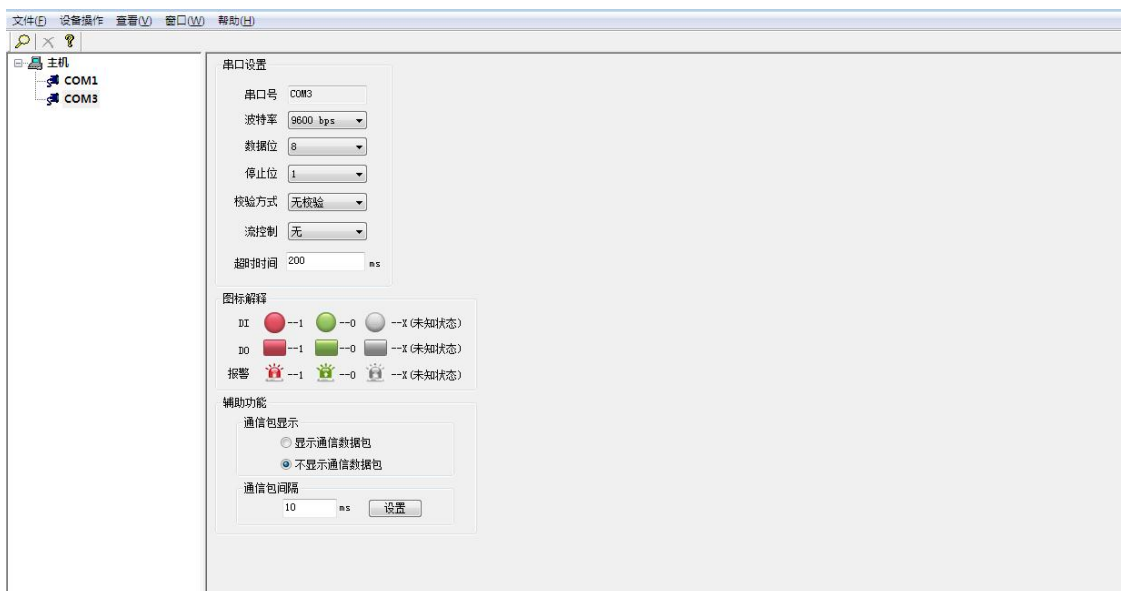 文件(F) 设备操作 查看(V) 窗口(W) 帮助(H)
主机
COM1
COM3
串口设置
串口号 COM3
波特率 9600 bps
数据位 8
停止位 1
校验方式 无校验
流控制 无
超时时间 200 ms
图标解释
DI --1 --0 --X(未知状态)
DO --1 --0 --X(未知状态)
报警 --1 --0 --X(未知状态)
辅助功能
通信包显示
显示通信数据包
不显示通信数据包
通信包间隔
10 ms 设置